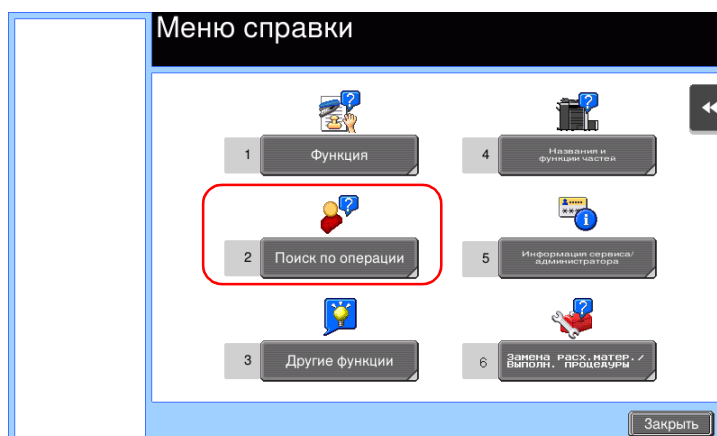 Меню справки
1
Функция
4
Названия и
функции частей
2
Поиск по операции
5
Информация сервиса/
администратора
3
Другие функции
6
Замена расх.матер./
Выполн. процедуры
Закрыть